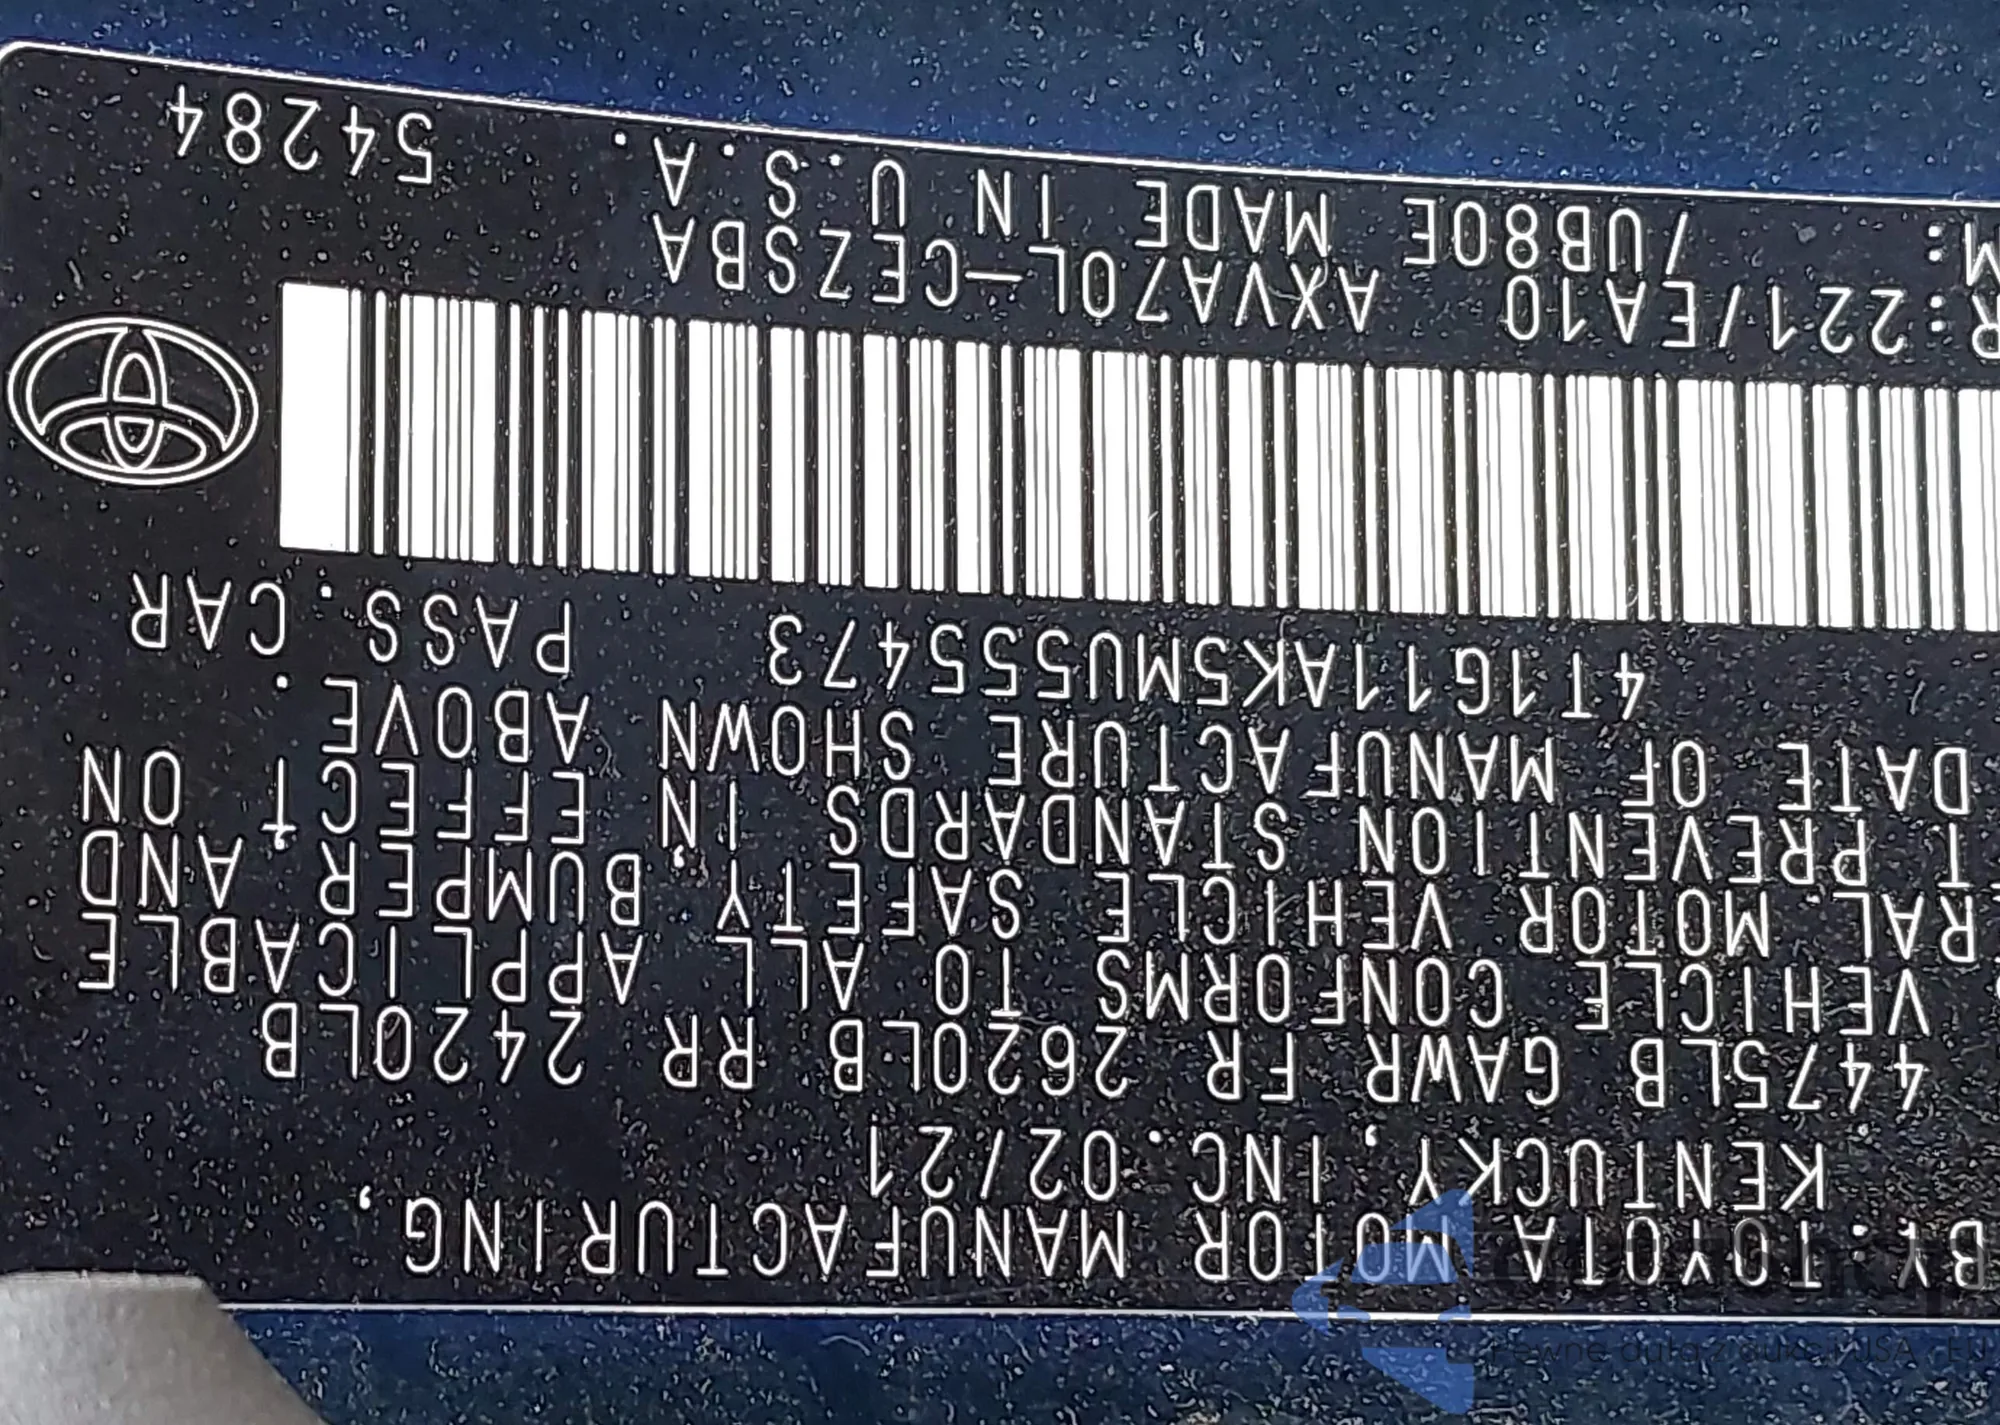 BY: TOYOTA MOTOR MANUFACTURING,
KENTUCKY, INC. 02/21
4475LB GAWR FR 2620LB RR 2420LB
VEHICLE CONFORMS TO ALL APPLICABLE
RAL MOTOR VEHICLE SAFETY, BUMPER, AND
T PREVENTION STANDARDS IN EFFECT ON
DATE OF MANUFACTURE SHOWN ABOVE.
4T1G11AK5MU555473 PASS. CAR
R: 221/EA10 AXVA70L-CEZSBA
M: 7UB80E MADE IN U.S.A. 54284